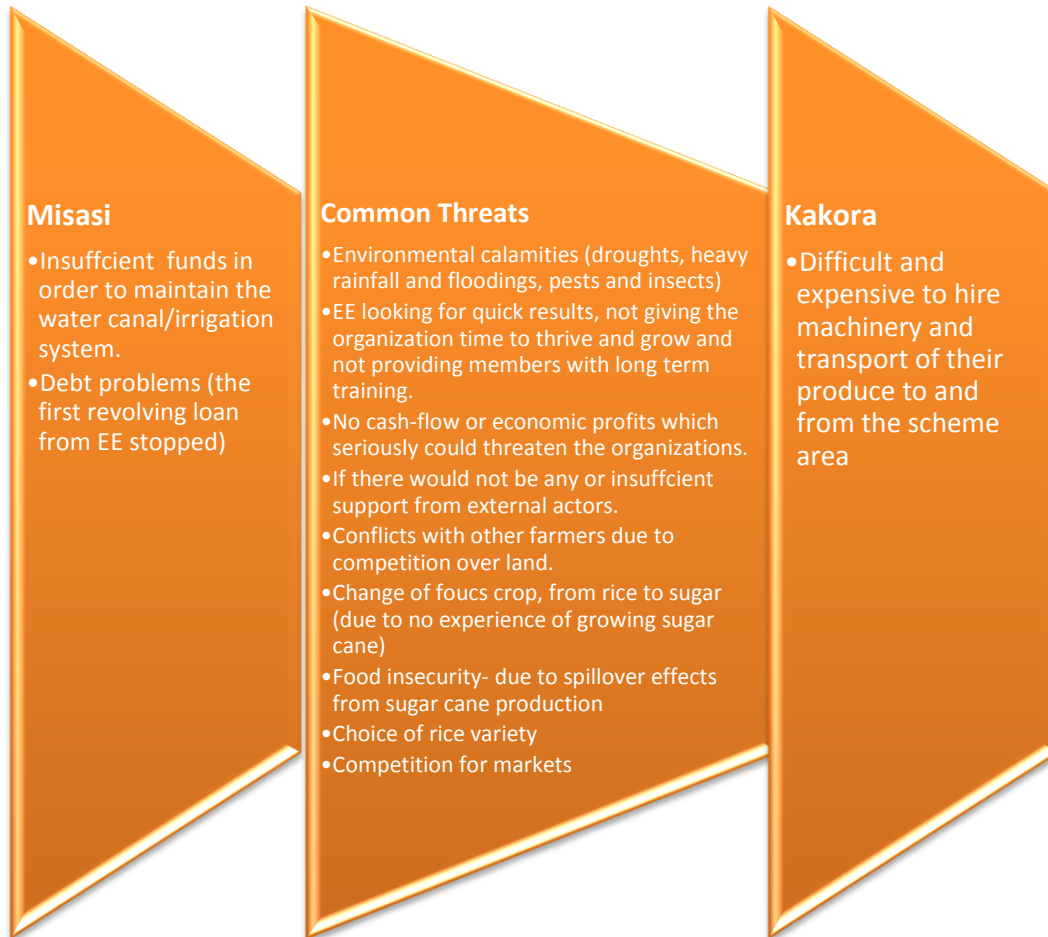 Misasi
•Insuffcient funds in
order to maintain the
water canal/irrigation
system.
•Debt problems (the
first revolving loan
from EE stopped)
Common Threats
•Environmental calamities (droughts, heavy
rainfall and floodings, pests and insects)
•EE looking for quick results, not giving the
organization time to thrive and grow and
not providing members with long term
training.
•No cash-flow or economic profits which
seriously could threaten the organizations.
•If there would not be any or insuffcient
support from external actors.
•Conflicts with other farmers due to
competition over land.
•Change of foucs crop, from rice to sugar
(due to no experience of growing sugar
cane)
•Food insecurity- due to spillover effects
from sugar cane production
•Choice of rice variety
•Competition for markets
Kakora
•Difficult and
expensive to hire
machinery and
transport of their
produce to and
from the scheme
area